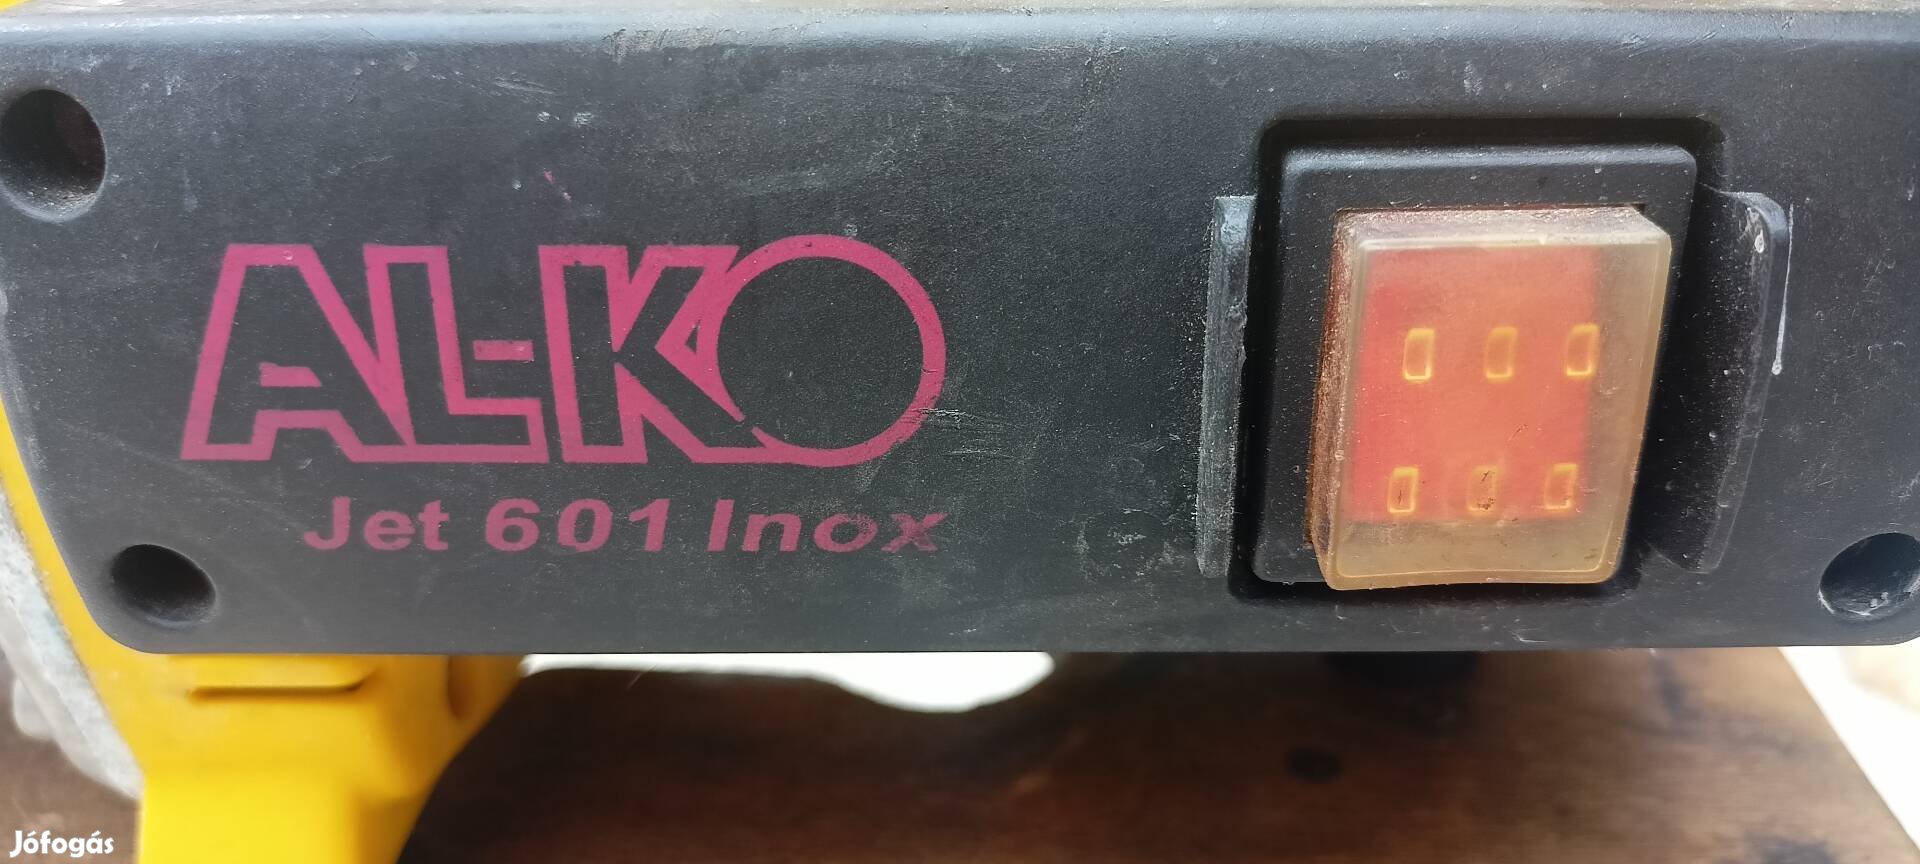 AL-KO
Jet 601 Inox
Jófogás